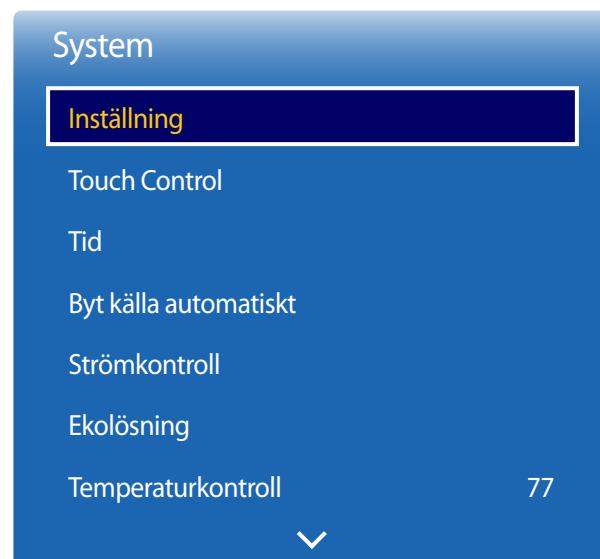 System
Inställning
Touch Control
Tid
Byt källa automatiskt
Strömkontroll
Ekolösning
Temperaturkontroll 77